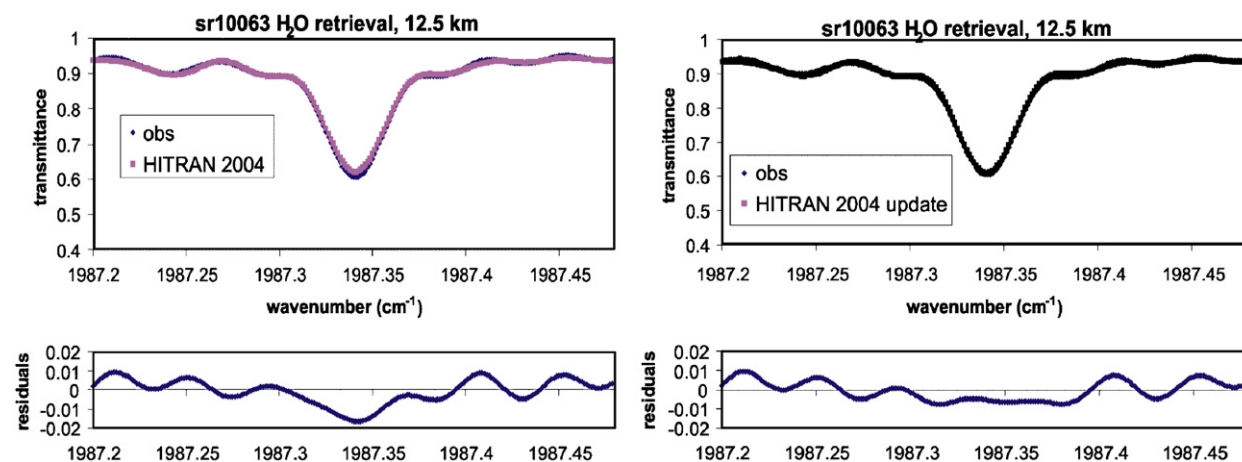 sr10063 H₂O retrieval, 12.5 km
1
0.9
0.8
0.7
0.6
0.5
0.4
transmittance
obs
HITRAN 2004
1987.2 1987.25 1987.3 1987.35 1987.4 1987.45
wavenumber (cm⁻¹)
0.02
0.01
0
-0.01
-0.02
residuals
1987.2 1987.25 1987.3 1987.35 1987.4 1987.45
sr10063 H₂O retrieval, 12.5 km
1
0.9
0.8
0.7
0.6
0.5
0.4
transmittance
obs
HITRAN 2004 update
1987.2 1987.25 1987.3 1987.35 1987.4 1987.45
wavenumber (cm⁻¹)
0.02
0.01
0
-0.01
-0.02
residuals
1987.2 1987.25 1987.3 1987.35 1987.4 1987.45